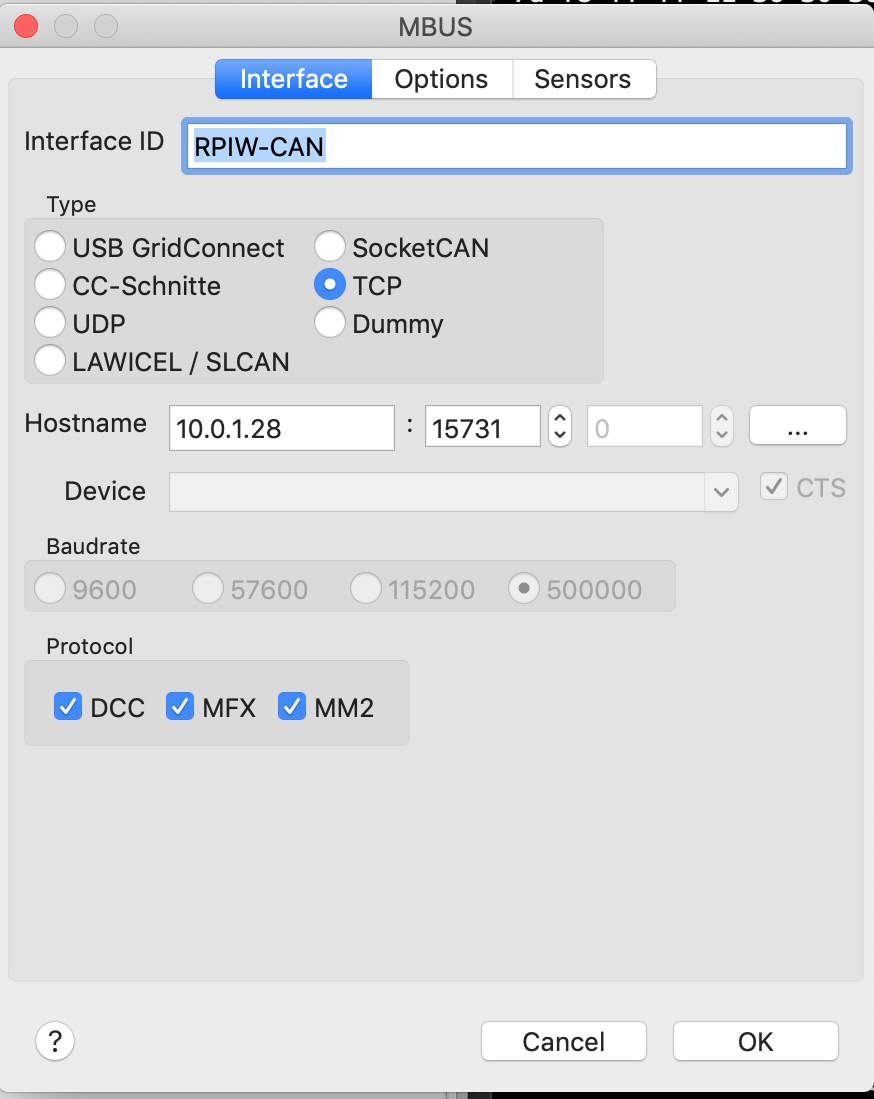 MBUS
Interface Options Sensors
Interface ID RPIW-CAN
Type
USB GridConnect SocketCAN
CC-Schnitte TCP
UDP Dummy
LAWICEL / SLCAN
Hostname 10.0.1.28 : 15731 0 ...
Device CTS
Baudrate
9600 57600 115200 500000
Protocol
DCC MFX MM2
? Cancel OK